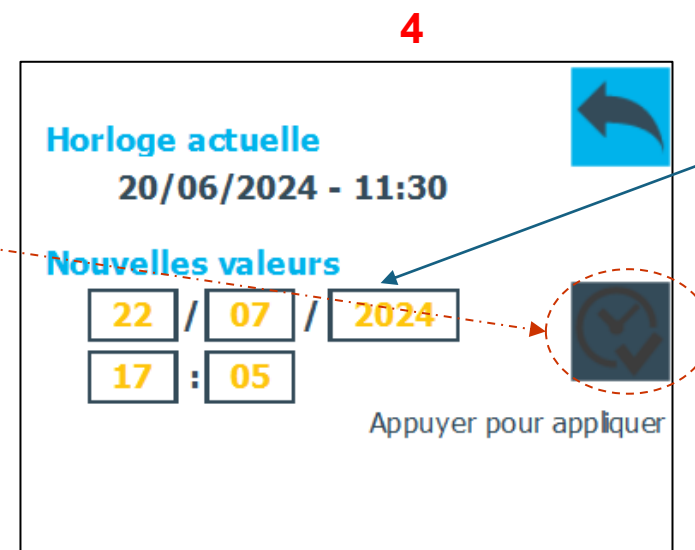 4
Horloge actuelle
20/06/2024 - 11:30
Nouvelles valeurs
22 / 07 / 2024
17 : 05
Appuyer pour appliquer